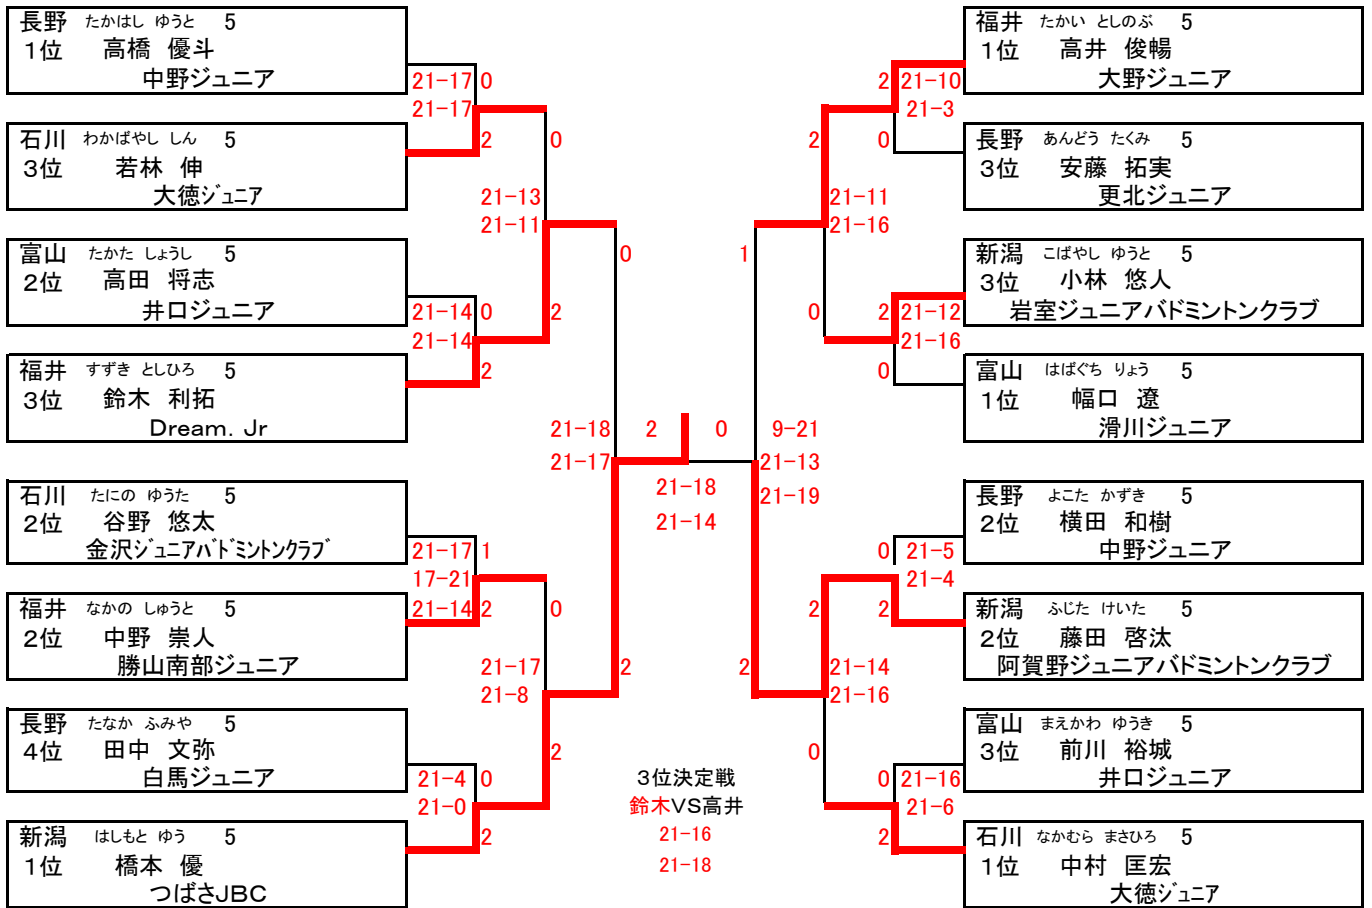 長野 たかはし ゆうと 5
1位 高橋 優斗
中野ジュニア
21-17 0
21-17
2
石川 わかばやし しん 5
3位 若林 伸
大徳ジュニア
0
21-13
21-11
富山 たかた しょうし 5
2位 高田 将志
井口ジュニア
21-14 0
21-14
2
2
福井 すずき としひろ 5
3位 鈴木 利拓
Dream. Jr
0
21-18
21-17
石川 たにの ゆうた 5
2位 谷野 悠太
金沢ジュニアバドミントンクラブ
21-17 1
17-21
21-14 2
福井 なかの しゅうと 5
2位 中野 崇人
勝山南部ジュニア
0
21-17
21-8
2
長野 たなか ふみや 5
4位 田中 文弥
白馬ジュニア
21-4 0
21-0
2
2
新潟 はしもと ゆう 5
1位 橋本 優
つばさJBC
2 0
21-18
21-14
3位決定戦
鈴木VS高井
21-16
21-18
福井 たかい としのぶ 5
1位 高井 俊暢
大野ジュニア
2 21-10
21-3
0
長野 あんどう たくみ 5
3位 安藤 拓実
更北ジュニア
2
21-11
21-16
新潟 こばやし ゆうと 5
3位 小林 悠人
岩室ジュニアバドミントンクラブ
0
2 21-12
21-16
0
富山 はばぐち りょう 5
1位 幅口 遼
滑川ジュニア
1
9-21
21-13
21-19
長野 よこた かずき 5
2位 横田 和樹
中野ジュニア
0 21-5
21-4
2
新潟 ふじた けいた 5
2位 藤田 啓汰
阿賀野ジュニアバドミントンクラブ
2
21-14
21-16
2
富山 まえかわ ゆうき 5
3位 前川 裕城
井口ジュニア
0
0 21-16
21-6
2
石川 なかむら まさひろ 5
1位 中村 匡宏
大徳ジュニア